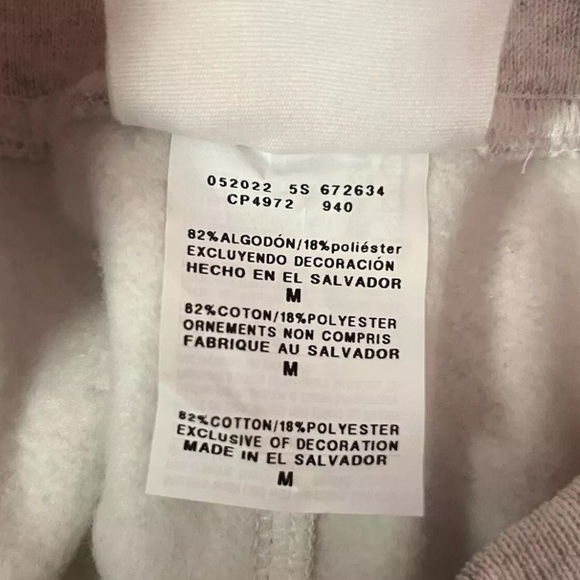 052022 5S 672634
CP4972 940
82%ALGODÓN/18%poliéster
EXCLUYENDO DECORACIÓN
HECHO EN EL SALVADOR
M
82%COTON/18%POLYESTER
ORNEMENTS NON COMPRIS
FABRIQUE AU SALVADOR
M
82%COTTON/18%POLYESTER
EXCLUSIVE OF DECORATION
MADE IN EL SALVADOR
M